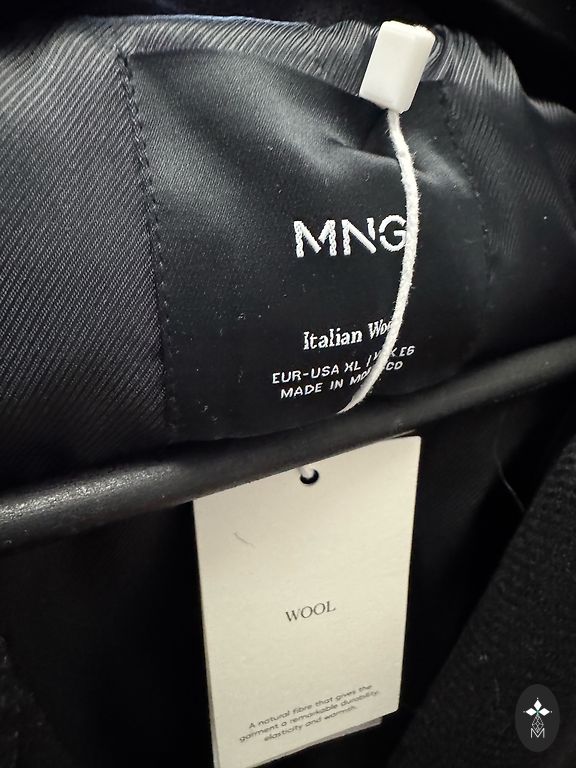 MNG
Italian
EUR-USA XL |
MADE IN
WOOL
A natural fibre that gives the
garment a remarkable durability,
elasticity and warmth.
M